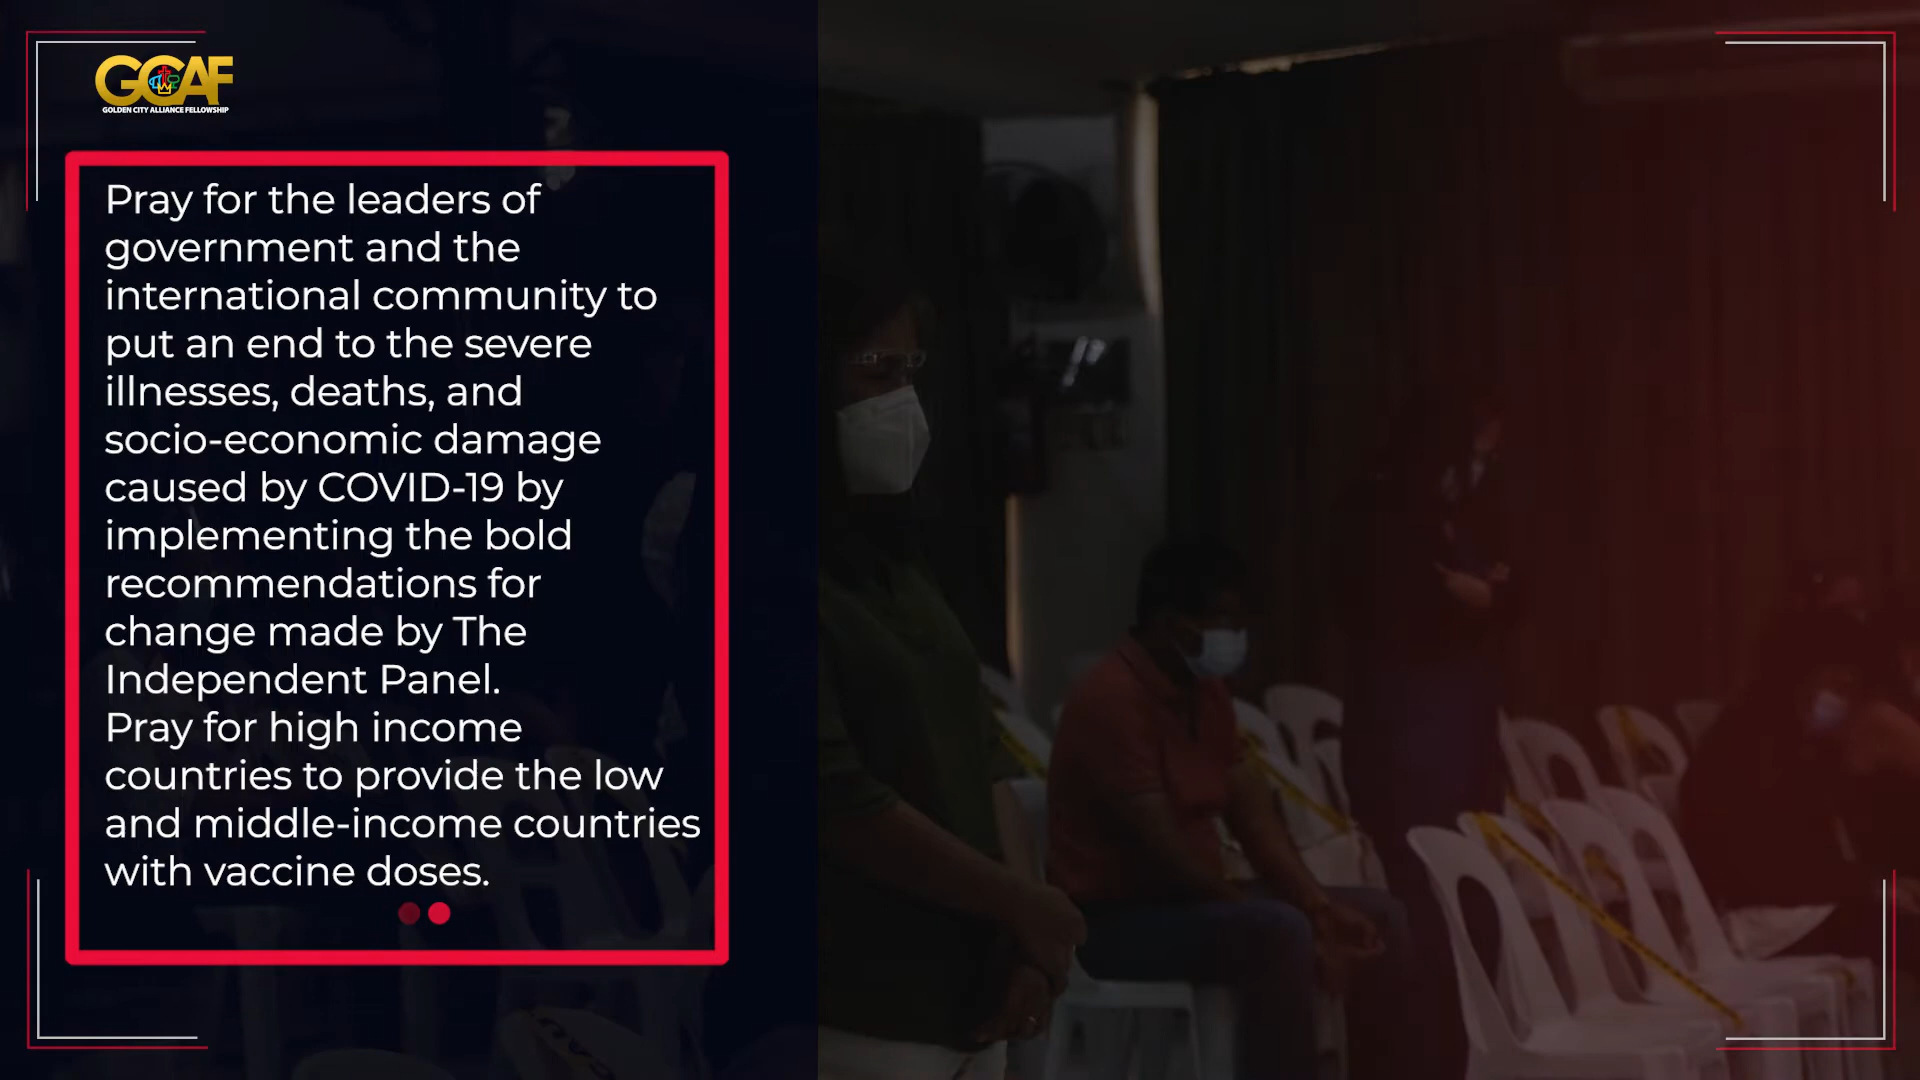 GCAF
GOLDEN CITY ALLIANCE FELLOWSHIP
Pray for the leaders of
government and the
international community to
put an end to the severe
illnesses, deaths, and
socio-economic damage
caused by COVID-19 by
implementing the bold
recommendations for
change made by The
Independent Panel.
Pray for high income
countries to provide the low
and middle-income countries
with vaccine doses.